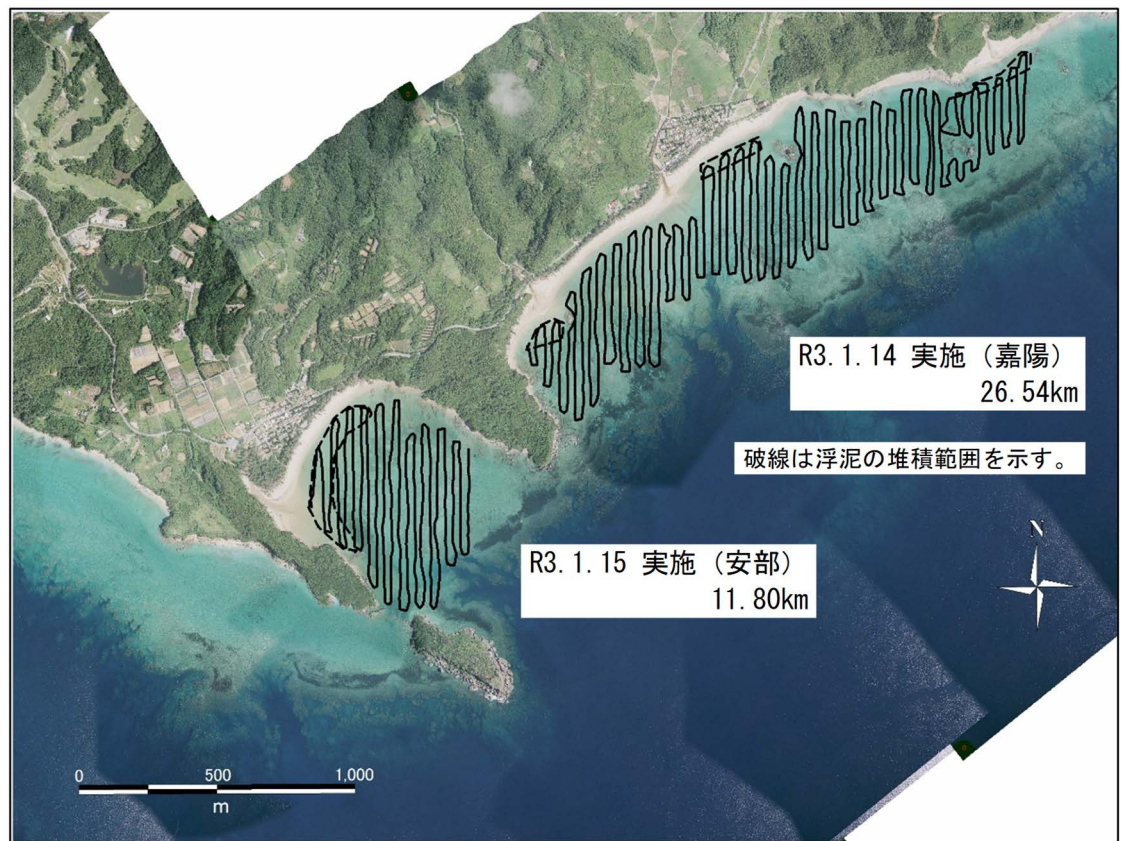 R3.1.14 実施（嘉陽）
26.54km
破線は浮泥の堆積範囲を示す。
N
R3.1.15 実施（安部）
11.80km
0 500 1,000
m